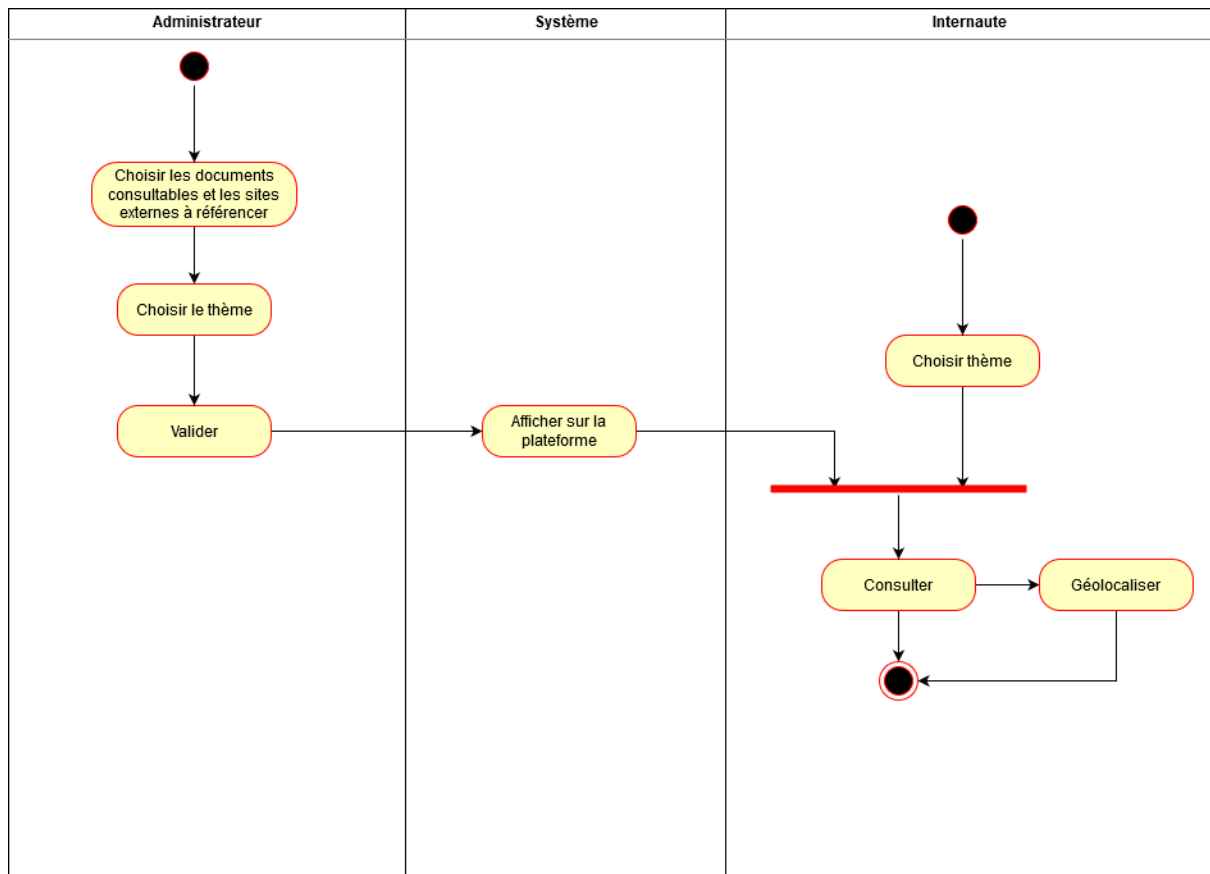 Administrateur
Système
Internaute
Choisir les documents
consultables et les sites
externes à référencer
Choisir le thème
Choisir thème
Valider
Afficher sur la
plateforme
Consulter
Géolocaliser